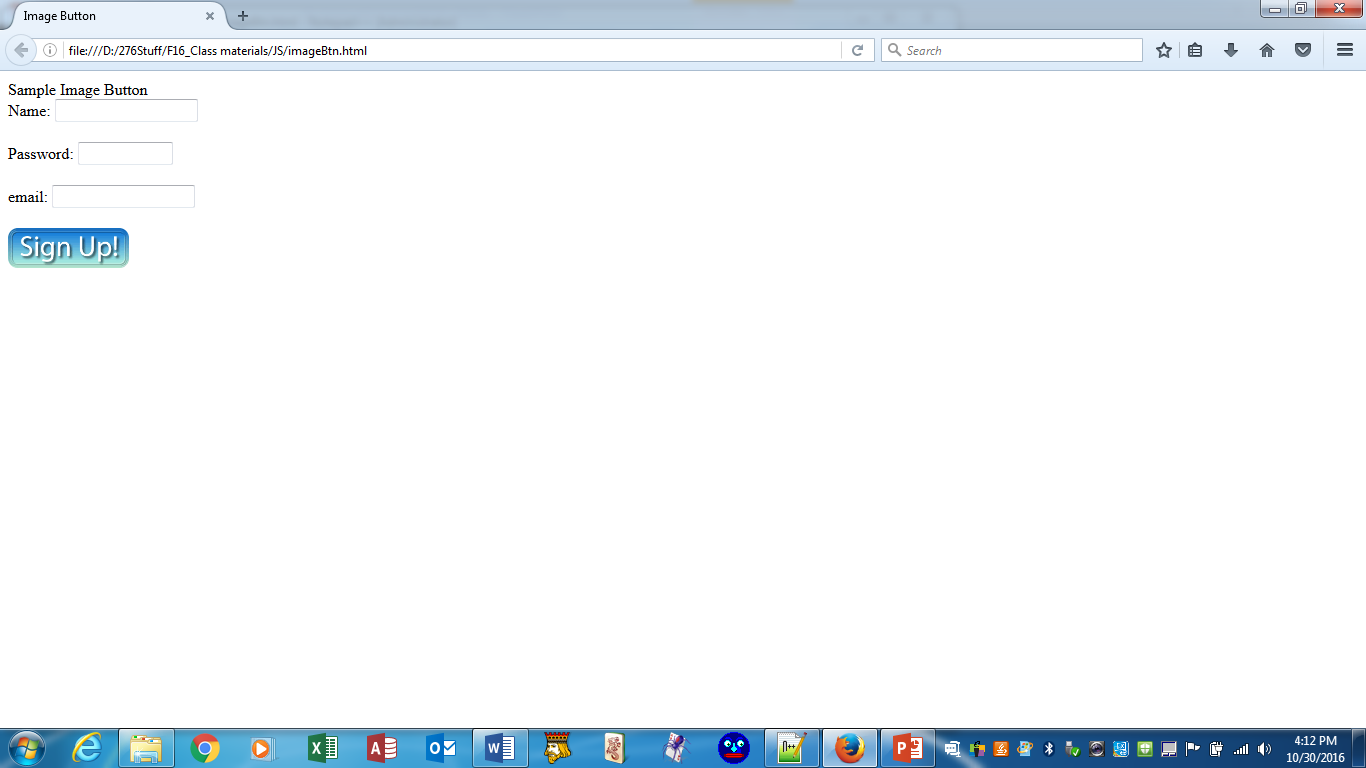 Image Button
file:///D:/276Stuff/F16_Class materials/JS/imageBtn.html
Search
Sample Image Button
Name:
Password:
email:
Sign Up!
4:12 PM
10/30/2016